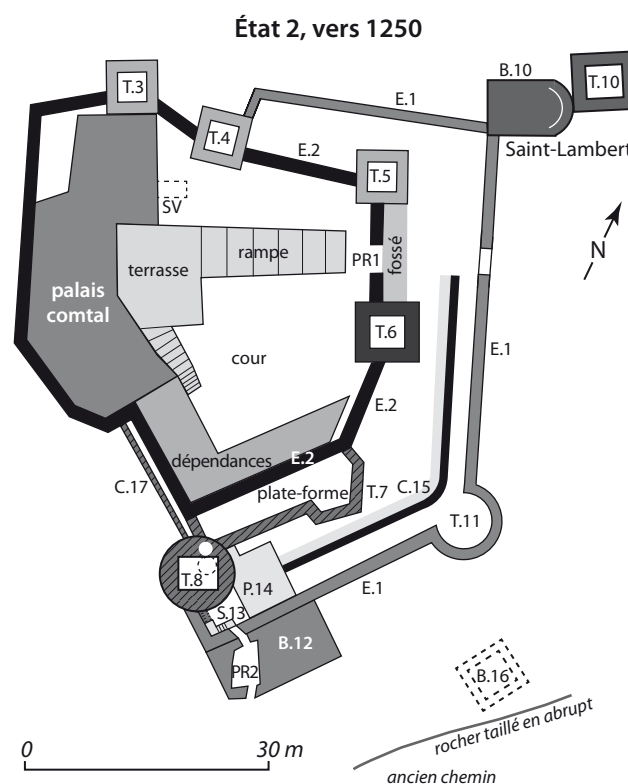 État 2, vers 1250
T.3
B.10
T.10
E.1
T.4
E.2
Saint-Lambert
T.5
SV
N
rampe
PR1
fossé
terrasse
palais
comtal
T.6
E.1
cour
E.2
dépendances
E.2
C.17
plate-forme
T.7
C.15
T.11
T.8
P.14
E.1
S.13
B.12
PR2
B.16
rocher taillé en abrupt
0
30 m
ancien chemin